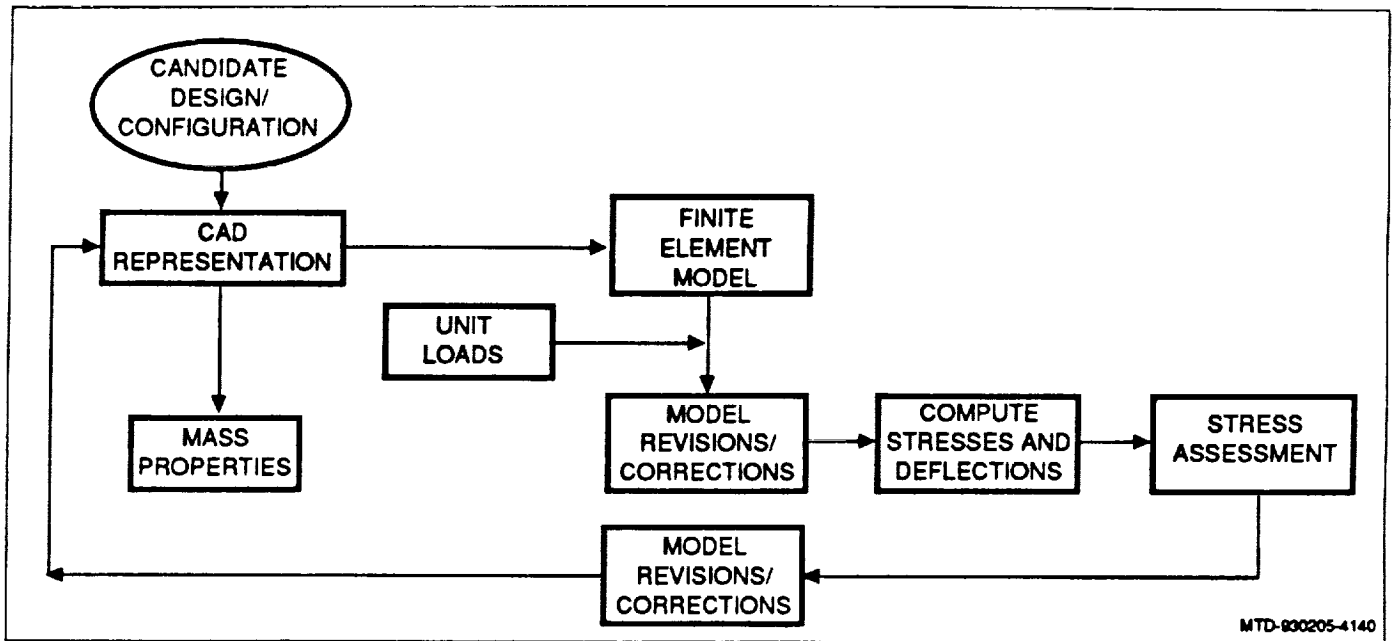 CANDIDATE
DESIGN/
CONFIGURATION
CAD
REPRESENTATION
FINITE
ELEMENT
MODEL
UNIT
LOADS
MASS
PROPERTIES
MODEL
REVISIONS/
CORRECTIONS
COMPUTE
STRESSES AND
DEFLECTIONS
STRESS
ASSESSMENT
MODEL
REVISIONS/
CORRECTIONS
MTD-930205-4140